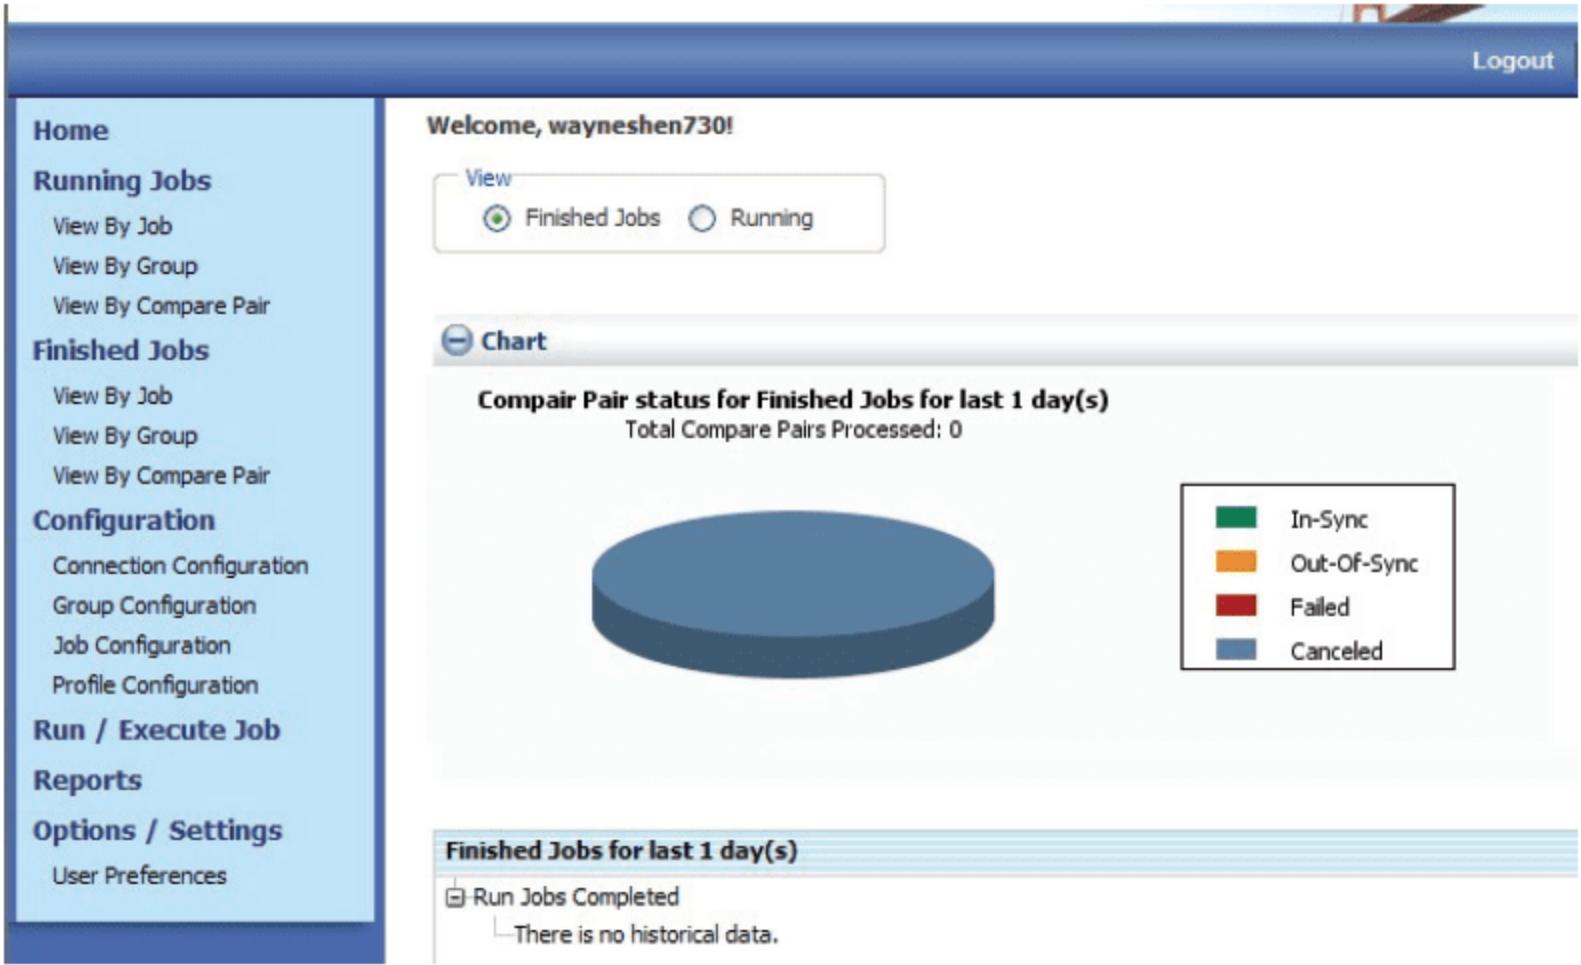 Logout
Home
Running Jobs
View By Job
View By Group
View By Compare Pair
Finished Jobs
View By Job
View By Group
View By Compare Pair
Configuration
Connection Configuration
Group Configuration
Job Configuration
Profile Configuration
Run / Execute Job
Reports
Options / Settings
User Preferences
Welcome, wayneshen730!
View
Finished Jobs Running
Chart
Compair Pair status for Finished Jobs for last 1 day(s)
Total Compare Pairs Processed: 0
In-Sync
Out-Of-Sync
Failed
Canceled
Finished Jobs for last 1 day(s)
Run Jobs Completed
There is no historical data.